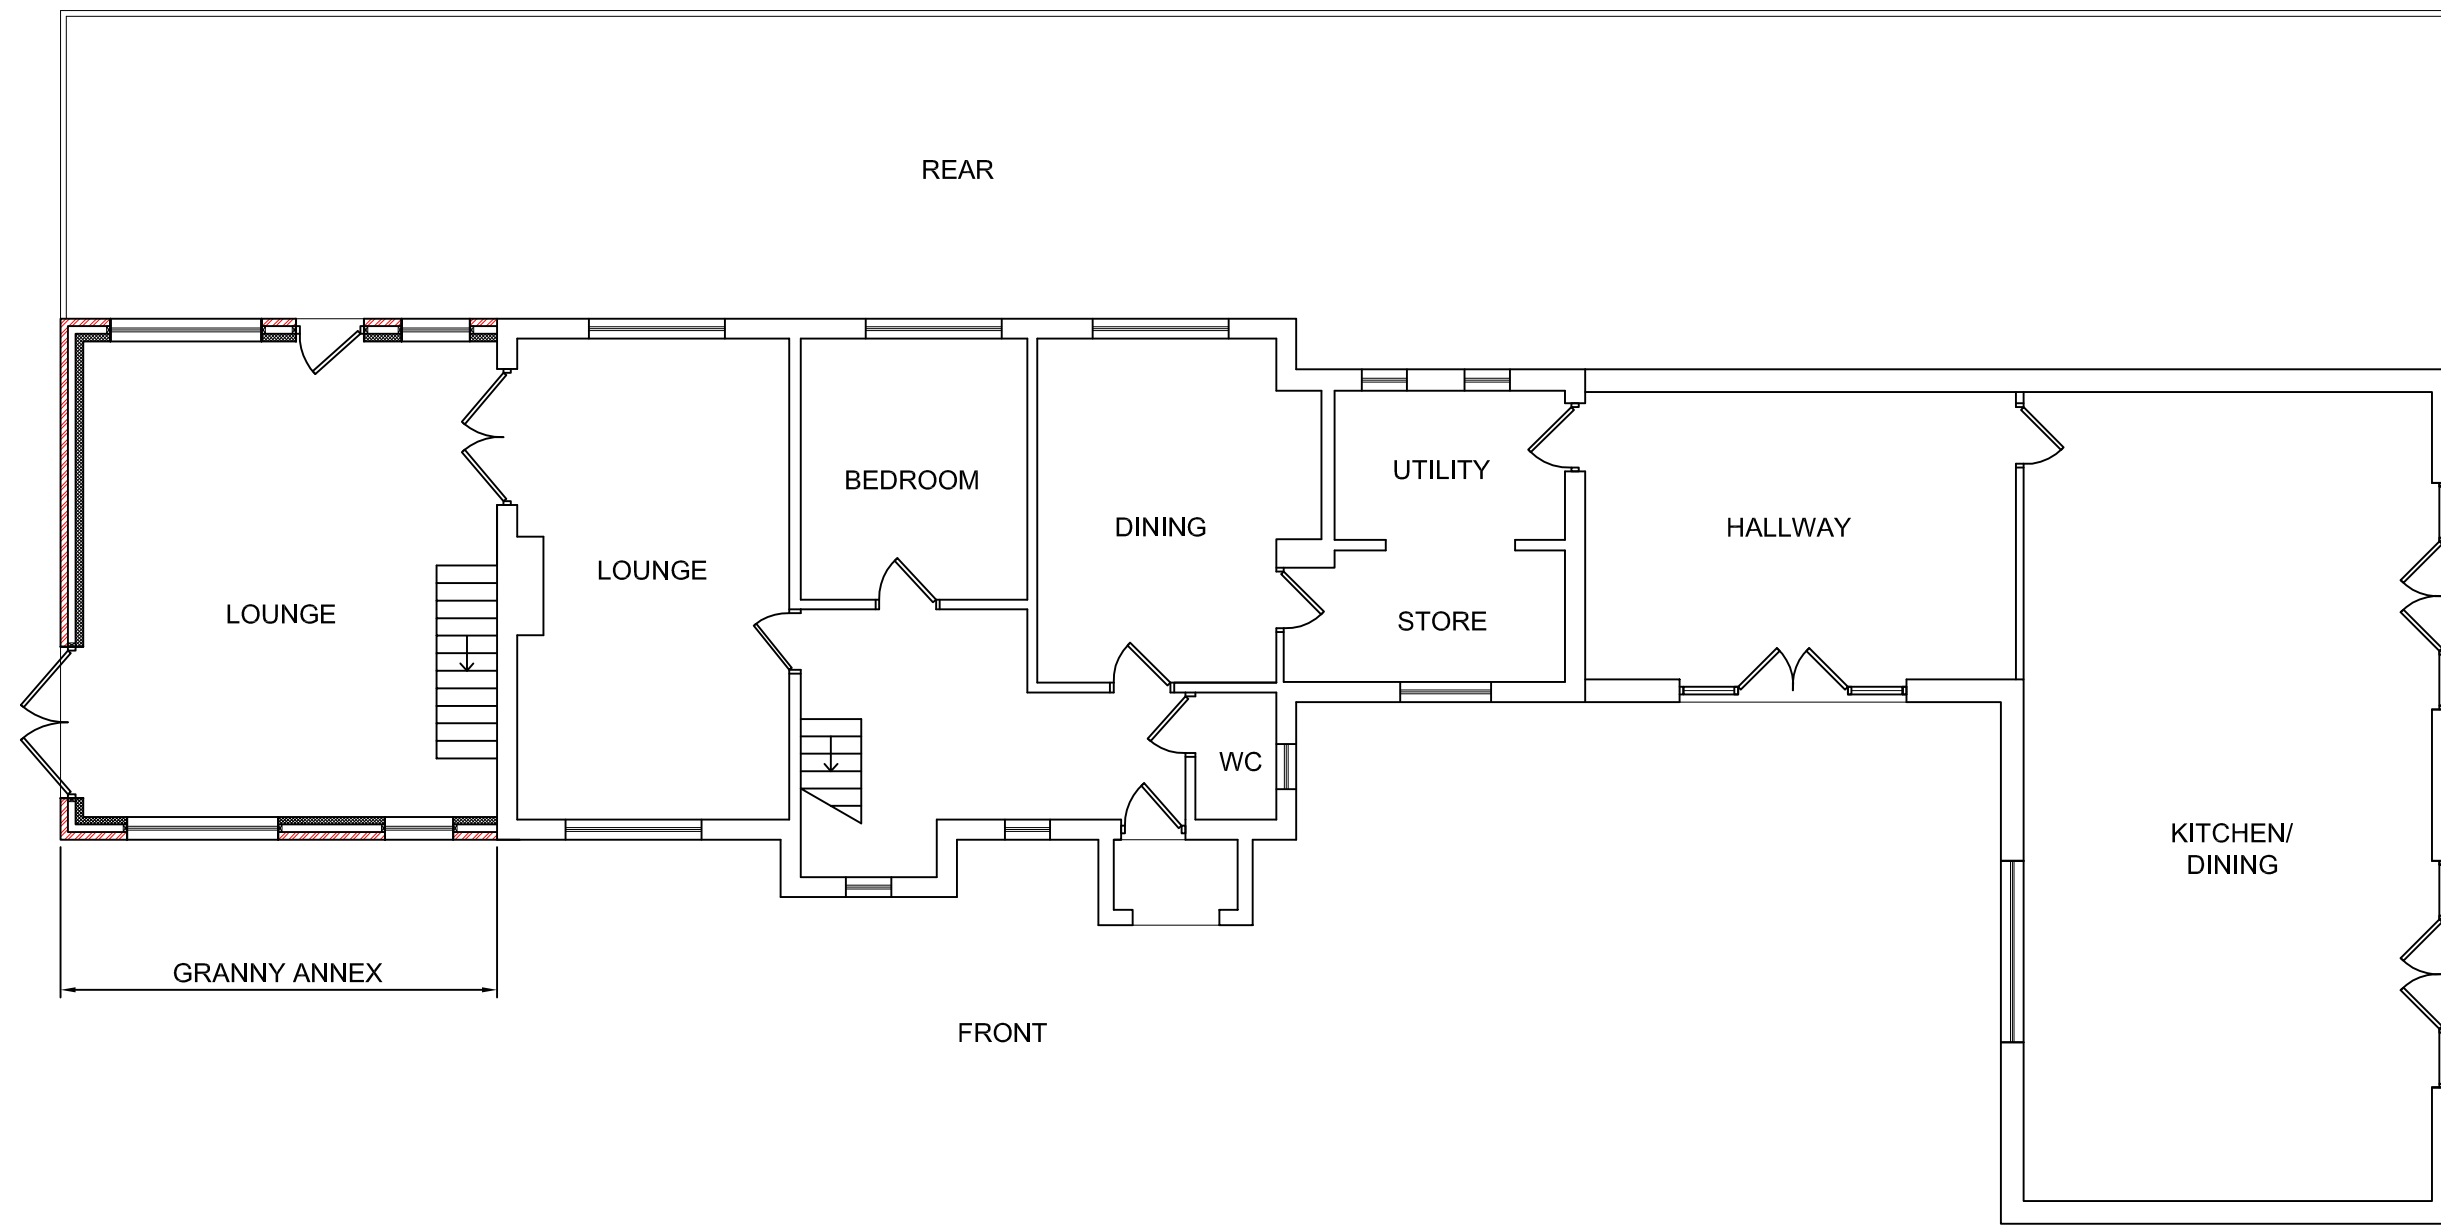 REAR
BEDROOM
UTILITY
DINING
HALLWAY
LOUNGE
LOUNGE
STORE
WC
KITCHEN/
DINING
GRANNY ANNEX
FRONT